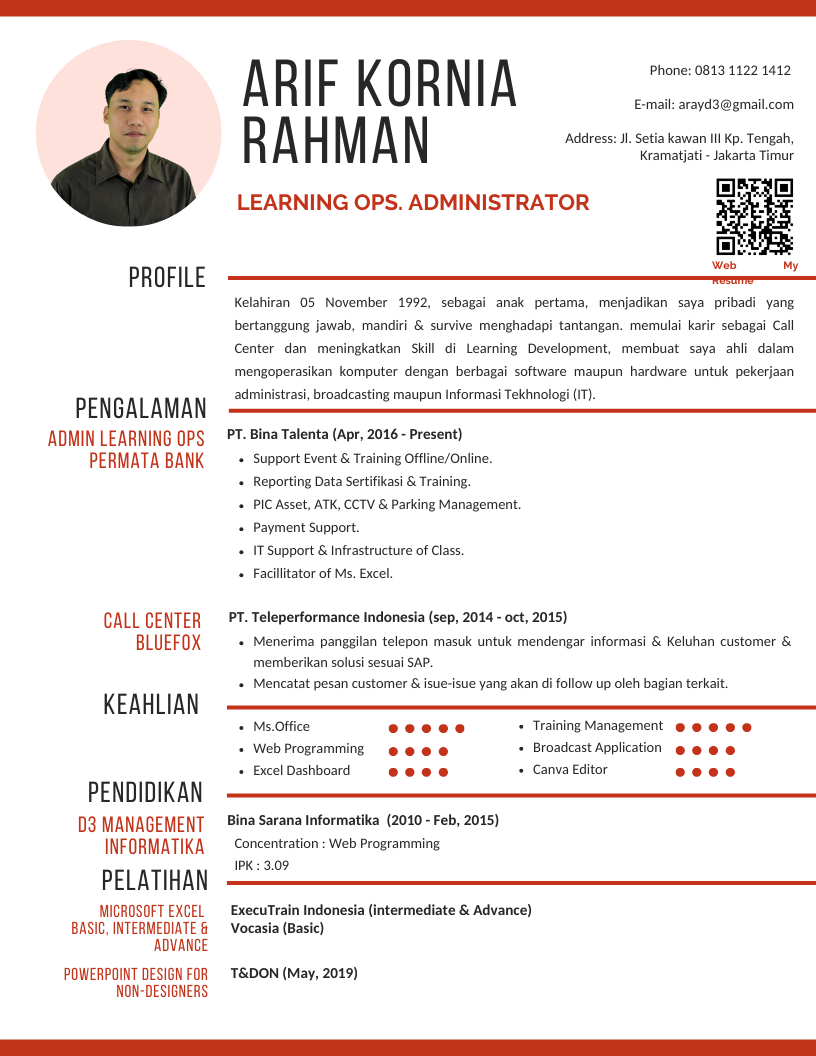 ARIF KORNIA
RAHMAN
LEARNING OPS. ADMINISTRATOR
Phone: 0813 1122 1412
E-mail: arayd3@gmail.com
Address: Jl. Setia kawan III Kp. Tengah,
Kramatjati - Jakarta Timur
Web My
Resume
PROFILE
Kelahiran 05 November 1992, sebagai anak pertama, menjadikan saya pribadi yang
bertanggung jawab, mandiri & survive menghadapi tantangan. memulai karir sebagai Call
Center dan meningkatkan Skill di Learning Development, membuat saya ahli dalam
mengoperasikan komputer dengan berbagai software maupun hardware untuk pekerjaan
administrasi, broadcasting maupun Informasi Tekhnologi (IT).
PENGALAMAN
ADMIN LEARNING OPS
PERMATA BANK
PT. Bina Talenta (Apr, 2016 - Present)
• Support Event & Training Offline/Online.
• Reporting Data Sertifikasi & Training.
• PIC Asset, ATK, CCTV & Parking Management.
• Payment Support.
• IT Support & Infrastructure of Class.
• Facillitator of Ms. Excel.
CALL CENTER
BLUEFOX
PT. Teleperformance Indonesia (sep, 2014 - oct, 2015)
• Menerima panggilan telepon masuk untuk mendengar informasi & Keluhan customer &
memberikan solusi sesuai SAP.
• Mencatat pesan customer & isue-isue yang akan di follow up oleh bagian terkait.
KEAHLIAN
• Ms.Office
• Web Programming
• Excel Dashboard
• Training Management
• Broadcast Application
• Canva Editor
PENDIDIKAN
D3 MANAGEMENT
INFORMATIKA
Bina Sarana Informatika (2010 - Feb, 2015)
Concentration : Web Programming
IPK : 3.09
PELATIHAN
MICROSOFT EXCEL
BASIC, INTERMEDIATE &
ADVANCE
ExecuTrain Indonesia (intermediate & Advance)
Vocasia (Basic)
POWERPOINT DESIGN FOR
NON-DESIGNERS
T&DON (May, 2019)